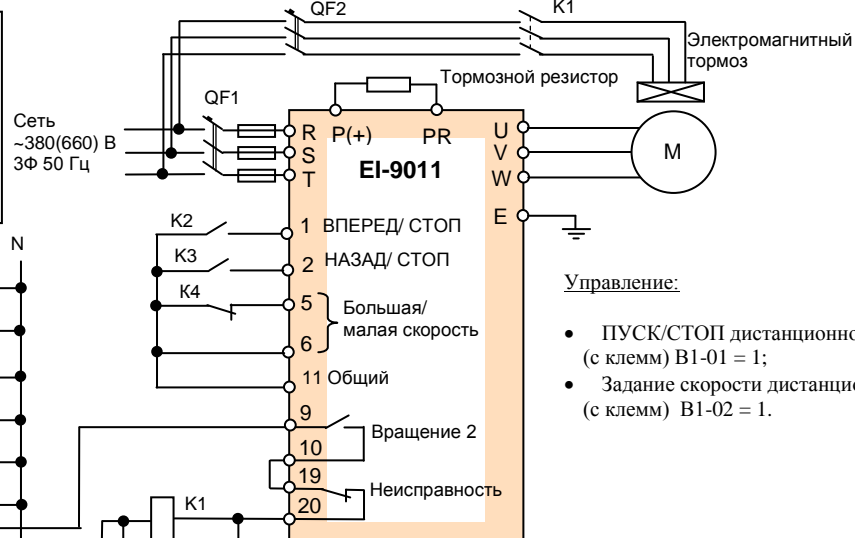 QF2
K1
Электромагнитный
тормоз
Тормозной резистор
QF1
Сеть
~380(660) В
3Ф 50 Гц
R
S
T
P(+)
PR
EI-9011
U
V
W
E
M
N
K2
1 ВПЕРЕД/ СТОП
K3
2 НАЗАД/ СТОП
K4
5
Большая/
малая скорость
6
11 Общий
9
Вращение 2
10
19
Неисправность
20
K1
Управление:
• ПУСК/СТОП дистанционно
(с клемм) B1-01 = 1;
• Задание скорости дистанцио
(с клемм) B1-02 = 1.